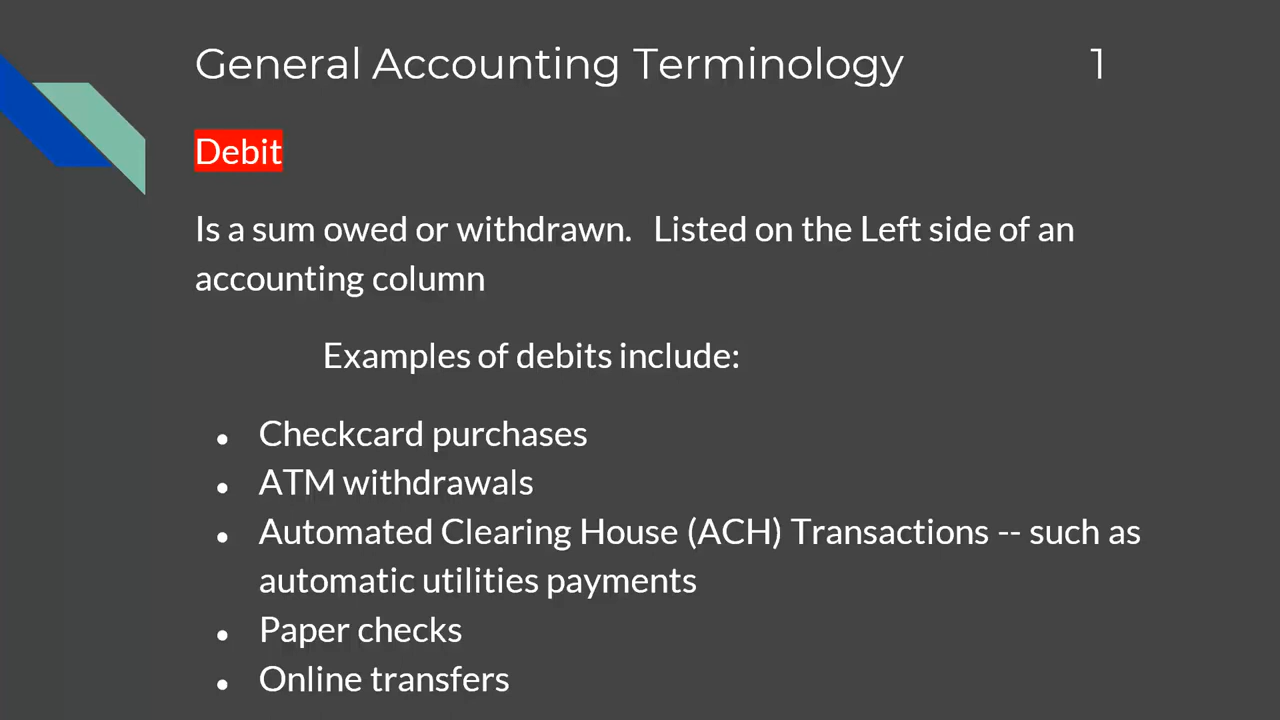 General Accounting Terminology 1
Debit
Is a sum owed or withdrawn. Listed on the Left side of an
accounting column
Examples of debits include:
● Checkcard purchases
● ATM withdrawals
● Automated Clearing House (ACH) Transactions -- such as
automatic utilities payments
● Paper checks
● Online transfers